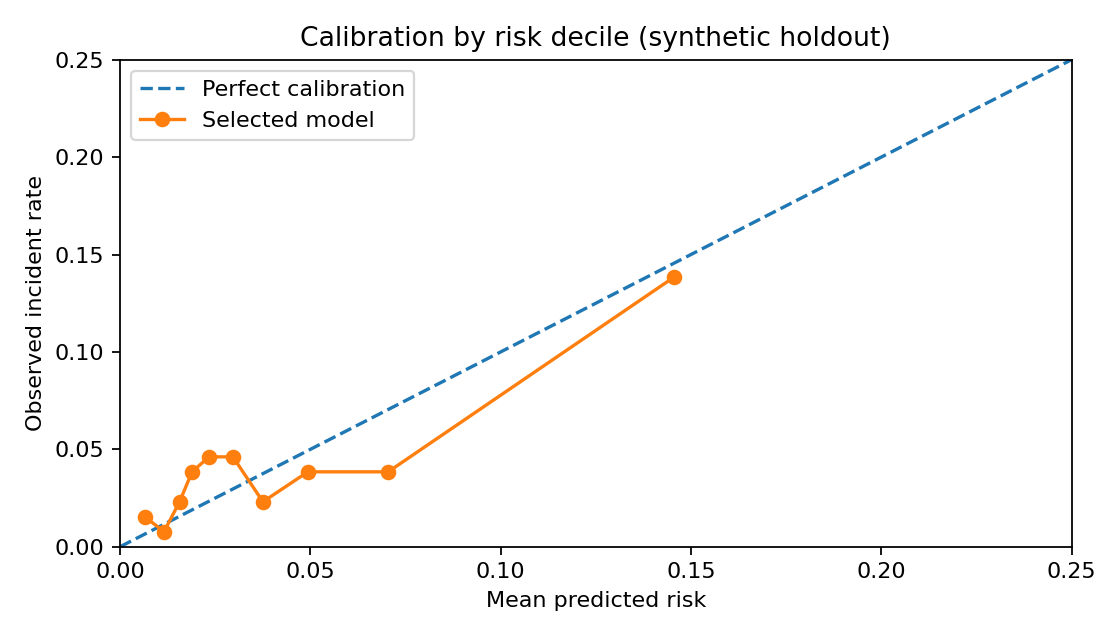 Calibration by risk decile (synthetic holdout)
0.25
0.20
0.15
0.10
0.05
0.00
Observed incident rate
Perfect calibration
Selected model
0.00 0.05 0.10 0.15 0.20 0.25
Mean predicted risk